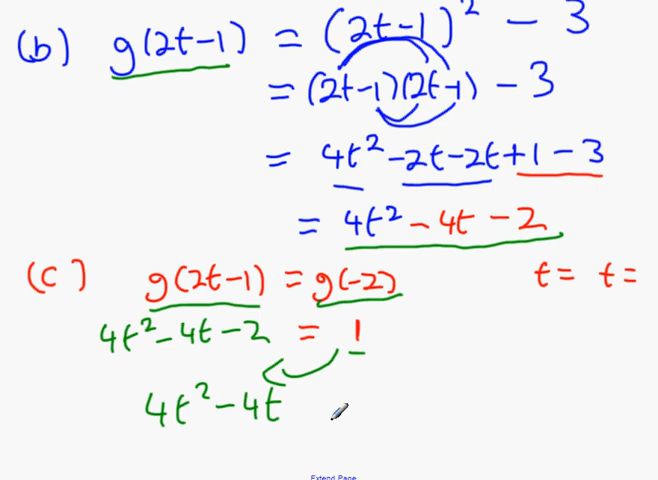 (b) g(2t-1) = (2t-1)² - 3
= (2t-1)(2t-1) - 3
= 4t² -2t-2t+1-3
= 4t² - 4t - 2
(c) g(2t-1) = g(-2) t = t =
4t²-4t-2 = 1
4t²-4t
Extend Page